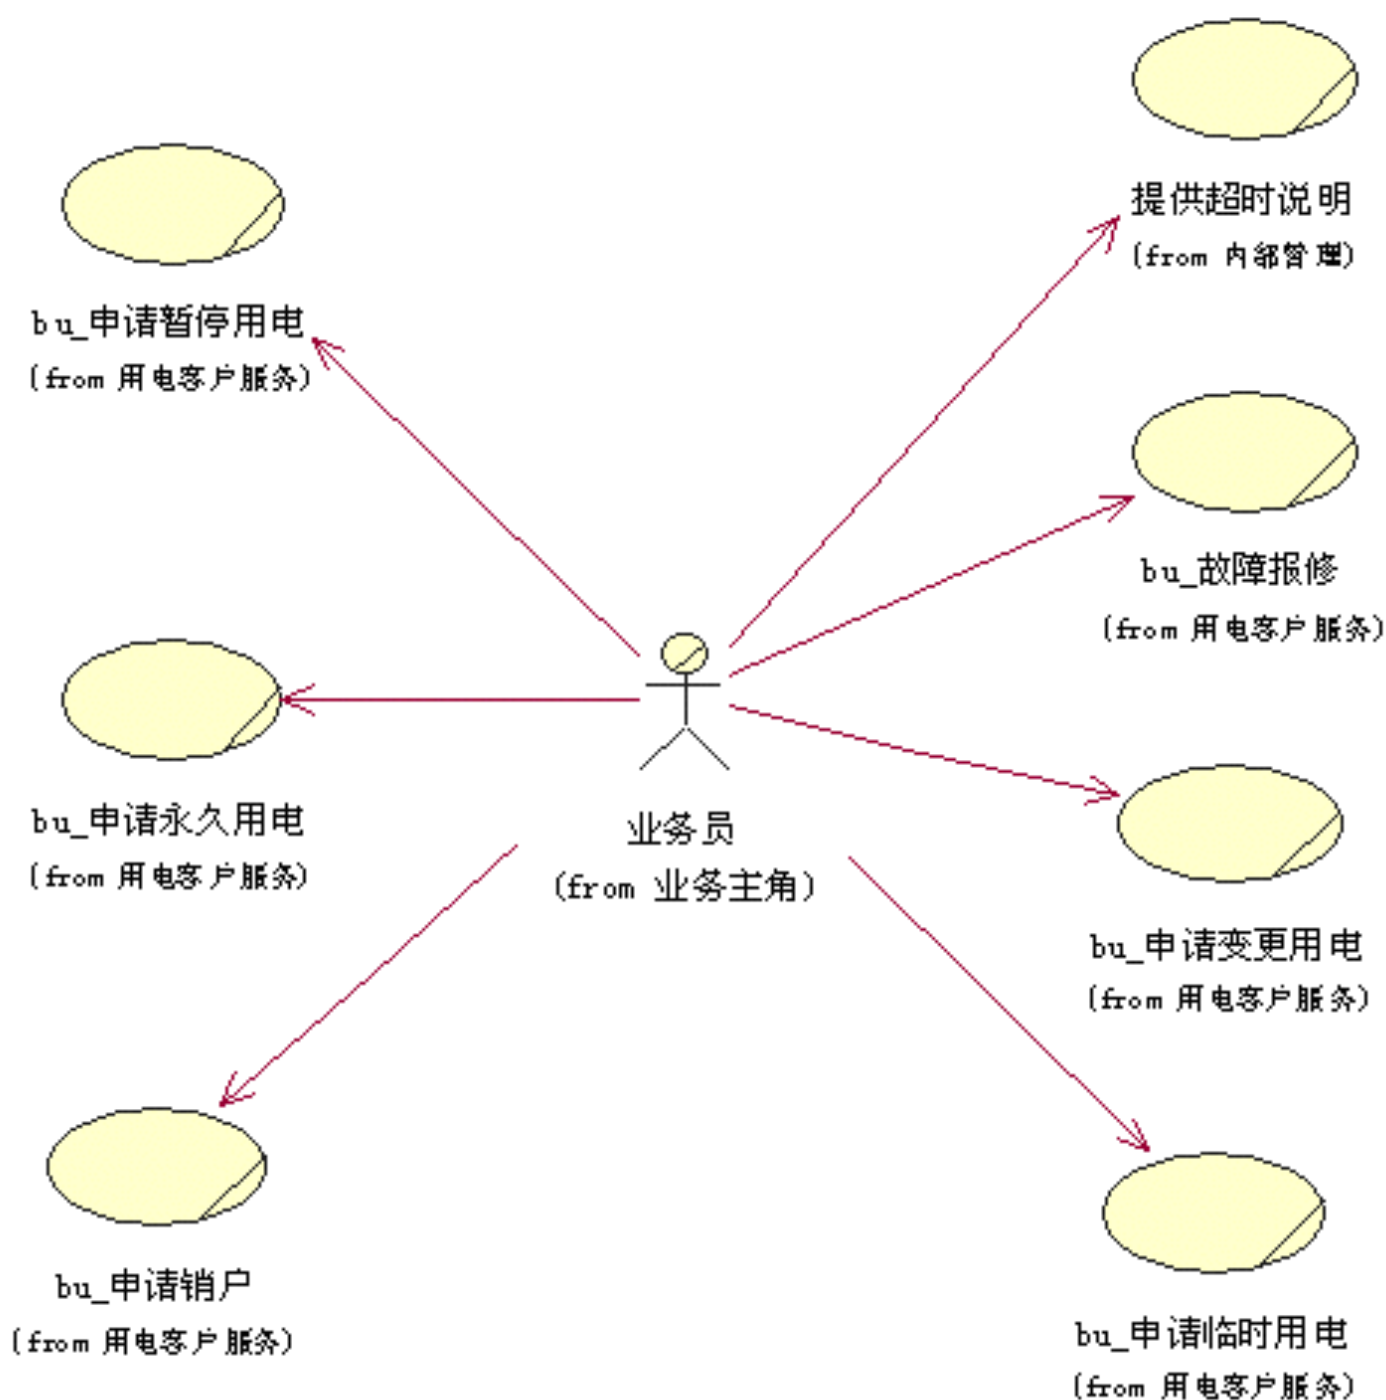 提供超时说明
(from 内部管理)
bu_申请暂停用电
(from 用电客户服务)
bu_故障报修
(from 用电客户服务)
bu_申请永久用电
(from 用电客户服务)
业务员
(from 业务主角)
bu_申请变更用电
(from 用电客户服务)
bu_申请销户
(from 用电客户服务)
bu_申请临时用电
(from 用电客户服务)